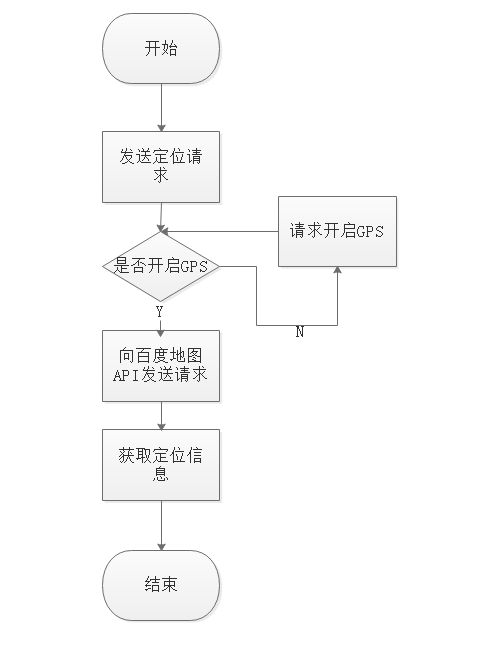 开始
发送定位请
求
请求开启GPS
是否开启GPS
Y
N
向百度地图
API发送请求
获取定位信
息
结束